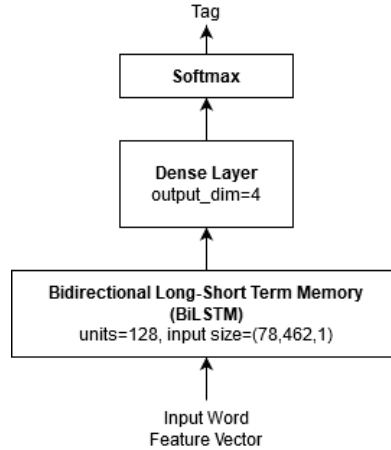 Tag
Softmax
Dense Layer
output_dim=4
Bidirectional Long-Short Term Memory
(BiLSTM)
units=128, input size=(78,462,1)
Input Word
Feature Vector